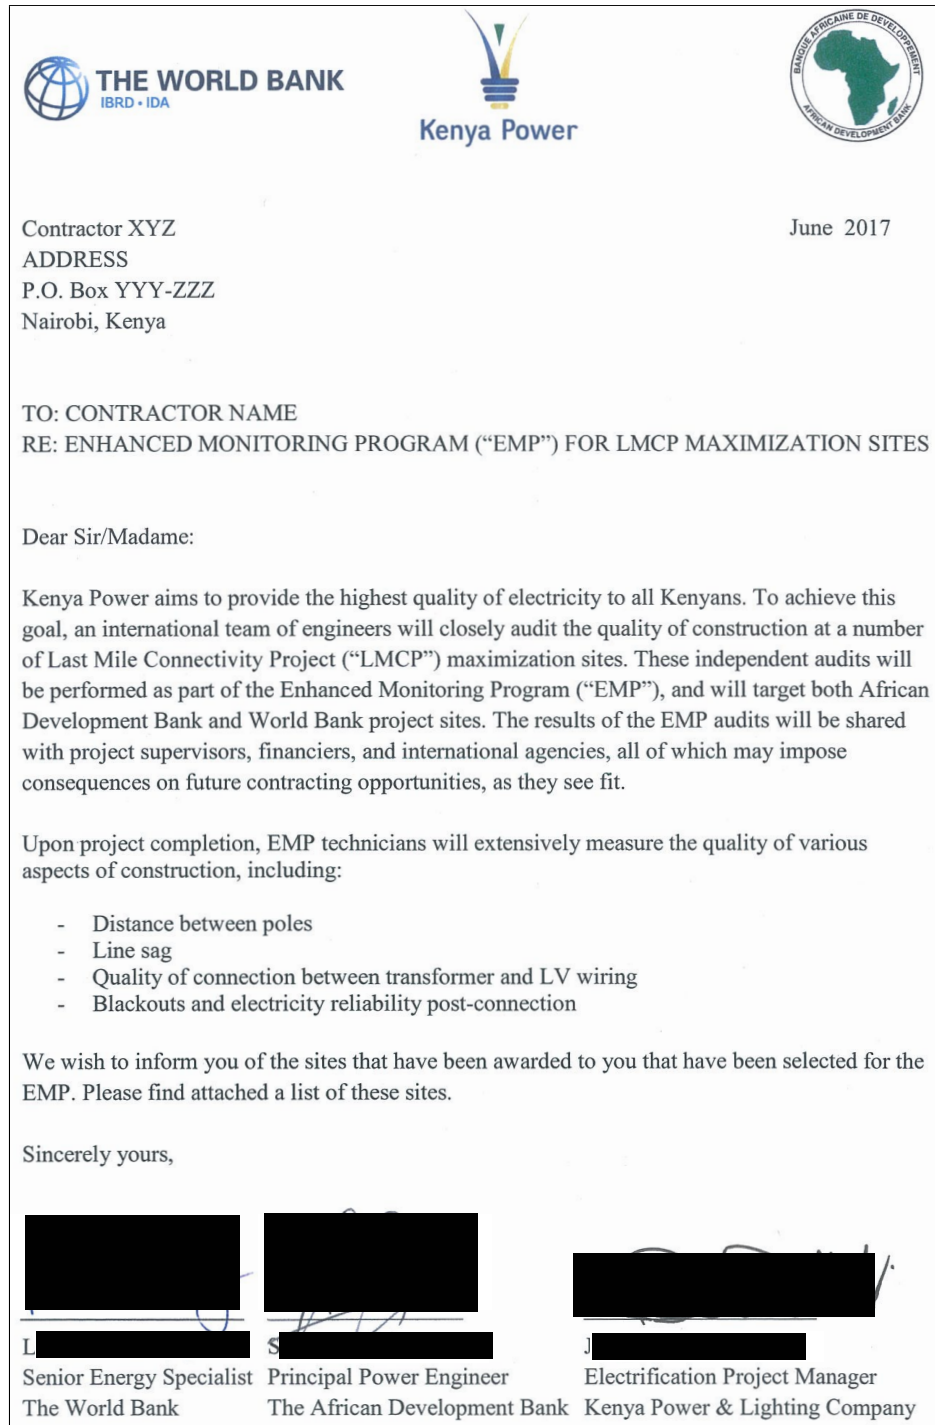 THE WORLD BANK
IBRD • IDA
Kenya Power
BANQUE AFRICAINE DE DEVELOPPEMENT
AFRICAN DEVELOPMENT BANK
Contractor XYZ
June 2017
ADDRESS
P.O. Box YYY-ZZZ
Nairobi, Kenya
TO: CONTRACTOR NAME
RE: ENHANCED MONITORING PROGRAM (“EMP”) FOR LMCP MAXIMIZATION SITES
Dear Sir/Madame:
Kenya Power aims to provide the highest quality of electricity to all Kenyans. To achieve this
goal, an international team of engineers will closely audit the quality of construction at a number
of Last Mile Connectivity Project (“LMCP”) maximization sites. These independent audits will
be performed as part of the Enhanced Monitoring Program (“EMP”), and will target both African
Development Bank and World Bank project sites. The results of the EMP audits will be shared
with project supervisors, financiers, and international agencies, all of which may impose
consequences on future contracting opportunities, as they see fit.
Upon project completion, EMP technicians will extensively measure the quality of various
aspects of construction, including:
- Distance between poles
- Line sag
- Quality of connection between transformer and LV wiring
- Blackouts and electricity reliability post-connection
We wish to inform you of the sites that have been awarded to you that have been selected for the
EMP. Please find attached a list of these sites.
Sincerely yours,
L S J
Senior Energy Specialist Principal Power Engineer Electrification Project Manager
The World Bank The African Development Bank Kenya Power & Lighting Company